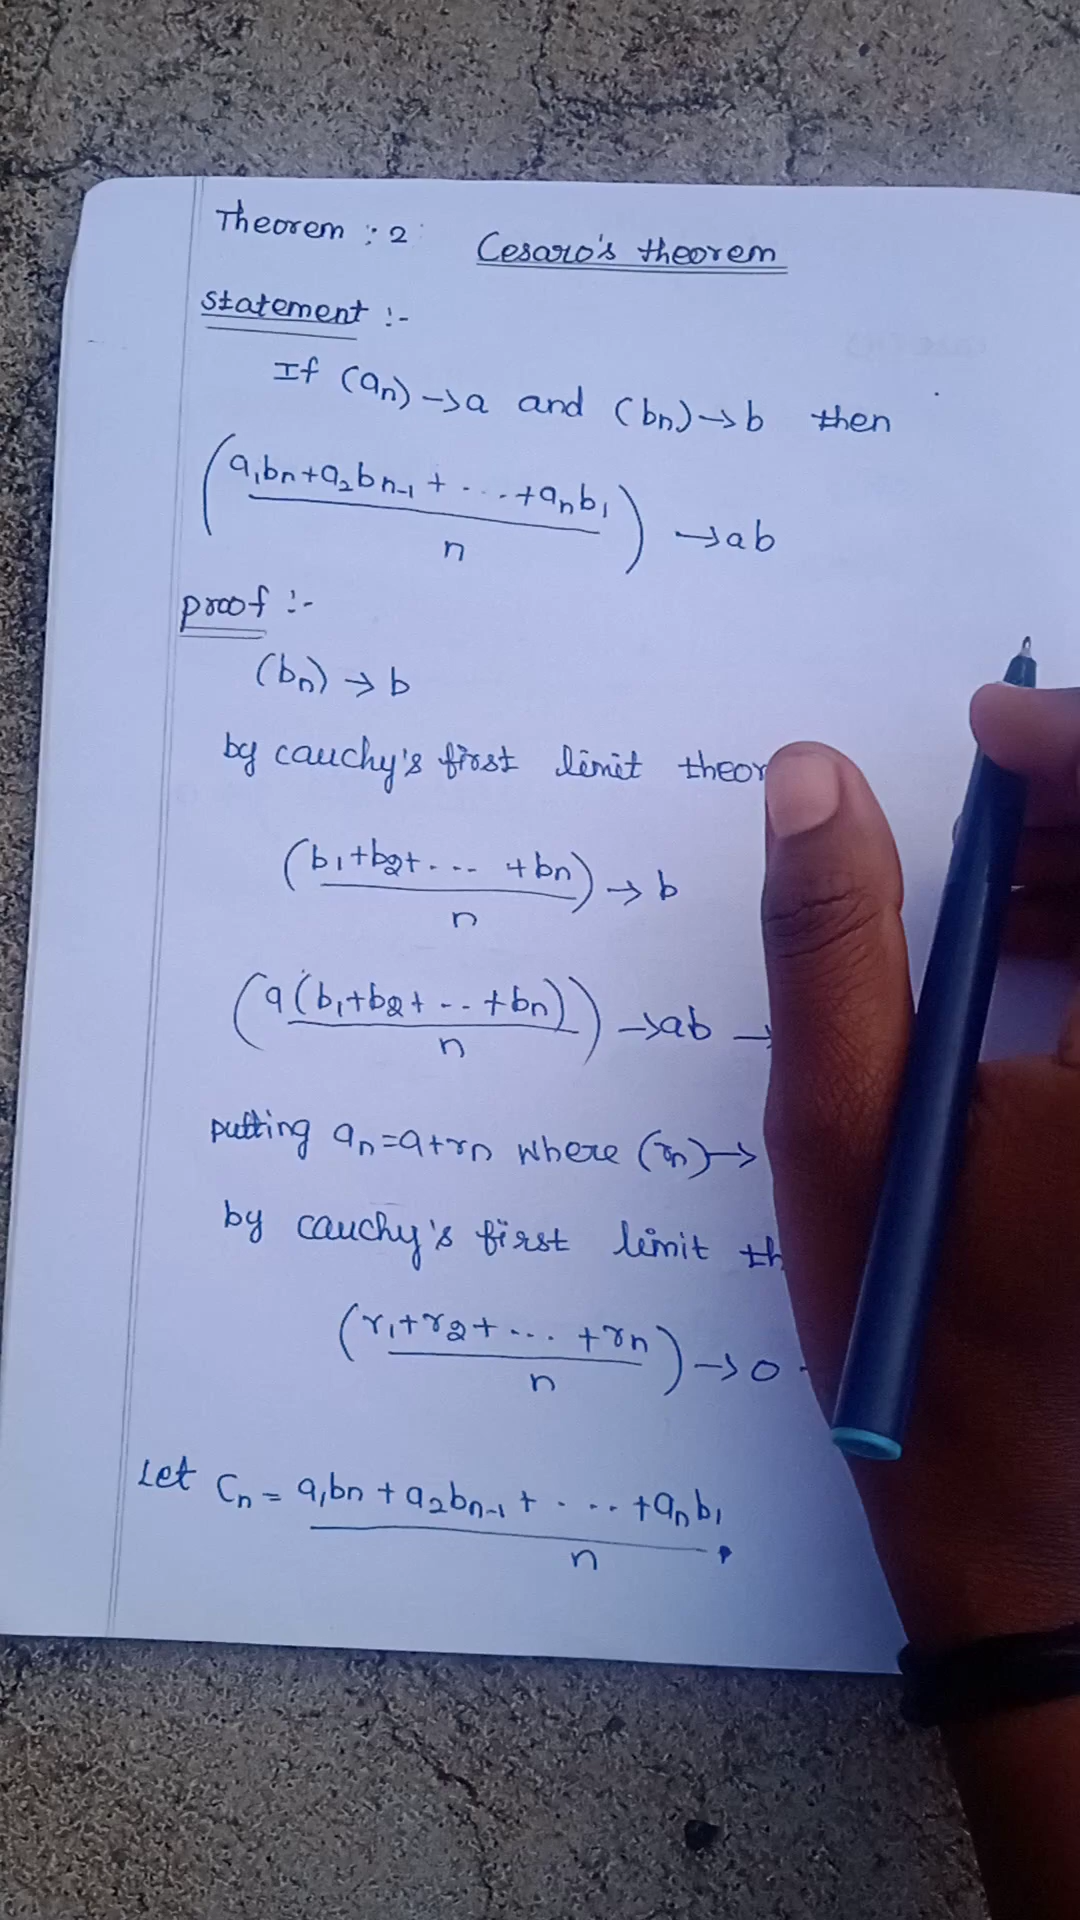 Theorem : 2 Cesaro's theorem
Statement :-
If (an) → a and (bn) → b then
(a1bn + a2bn-1 + .... + anb1 / n) → ab
proof :-
(bn) → b
by cauchy's first limit
(b1 + b2 + .... + bn / n) → b
(a(b1 + b2 + .. + bn) / n) → ab →
putting an = a + rn where (rn) →
by cauchy's first limit
(r1 + r2 + .... + rn / n) → 0
Let Cn = a1bn + a2bn-1 + .... + anb1 / n